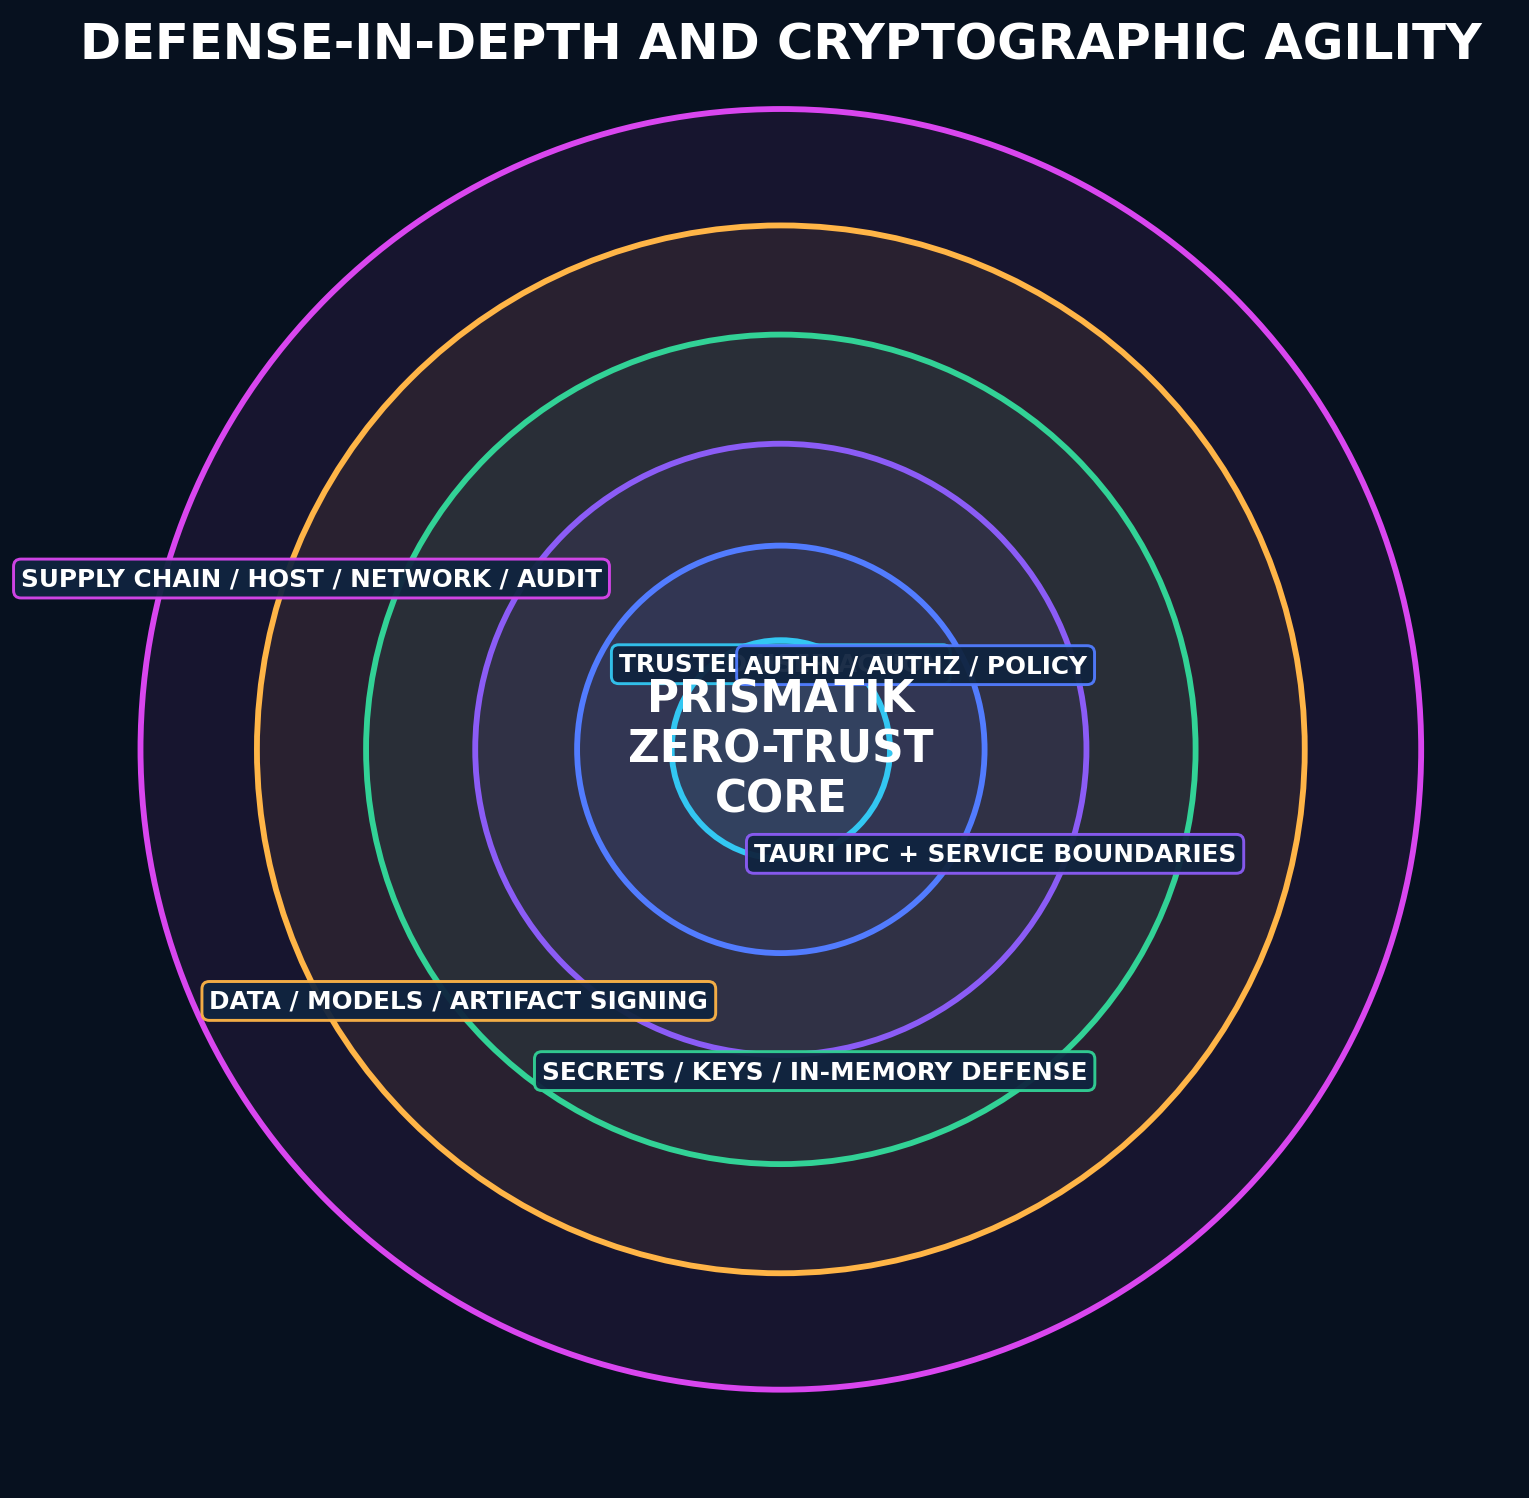 DEFENSE-IN-DEPTH AND CRYPTOGRAPHIC AGILITY
SUPPLY CHAIN / HOST / NETWORK / AUDIT
TRUSTED
AUTHN / AUTHZ / POLICY
PRISMATIK
ZERO-TRUST
CORE
TAURI IPC + SERVICE BOUNDARIES
DATA / MODELS / ARTIFACT SIGNING
SECRETS / KEYS / IN-MEMORY DEFENSE